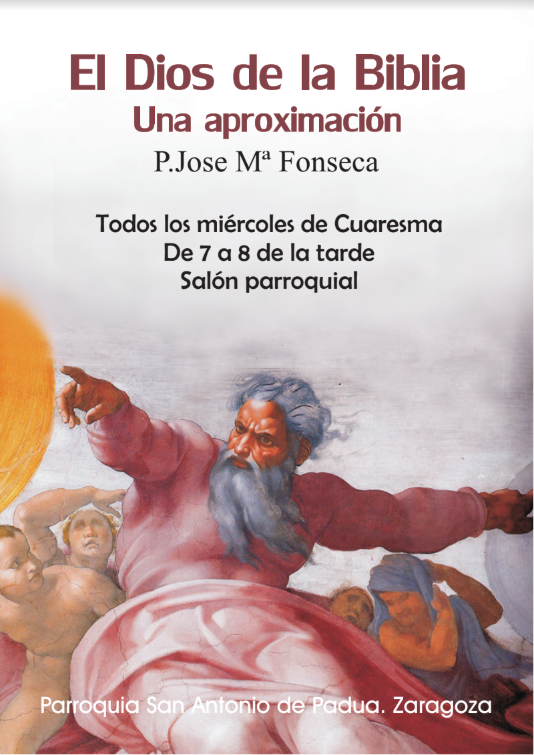 El Dios de la Biblia
Una aproximación
P.Jose Mª Fonseca
Todos los miércoles de Cuaresma
De 7 a 8 de la tarde
Salón parroquial
Parroquia San Antonio de Padua. Zaragoza